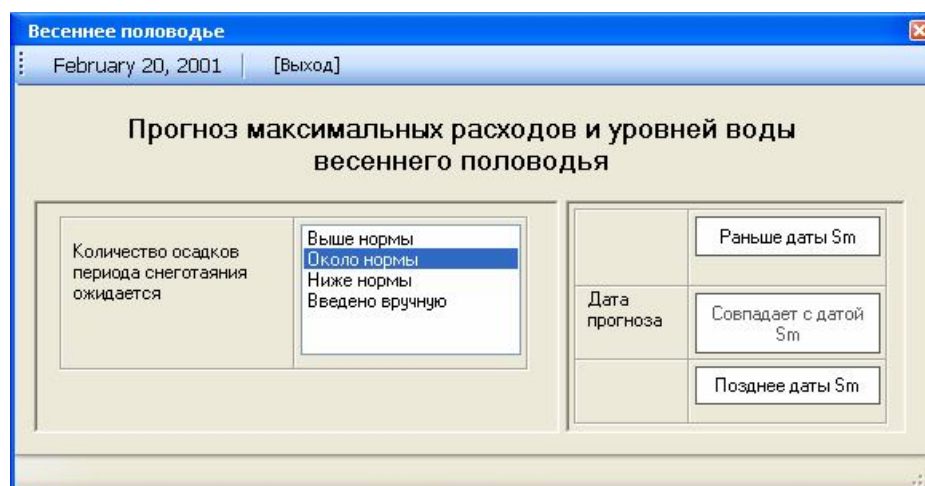 Весеннее половодье
February 20, 2001
[Выход]
Прогноз максимальных расходов и уровней воды
весеннего половодья
Количество осадков
периода снеготаяния
ожидается
Выше нормы
Около нормы
Ниже нормы
Введено вручную
Дата
прогноза
Раньше даты Sm
Совпадает с датой
Sm
Позднее даты Sm